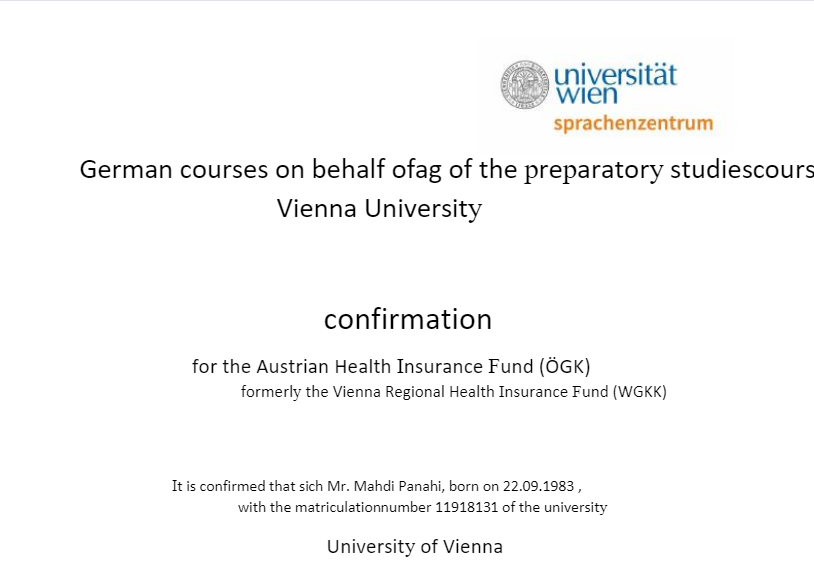 universität
wien
sprachenzentrum
German courses on behalf ofag of the preparatory studiescours
Vienna University
confirmation
for the Austrian Health Insurance Fund (ÖGK)
formerly the Vienna Regional Health Insurance Fund (WGKK)
It is confirmed that sich Mr. Mahdi Panahi, born on 22.09.1983 ,
with the matriculationnumber 11918131 of the university
University of Vienna